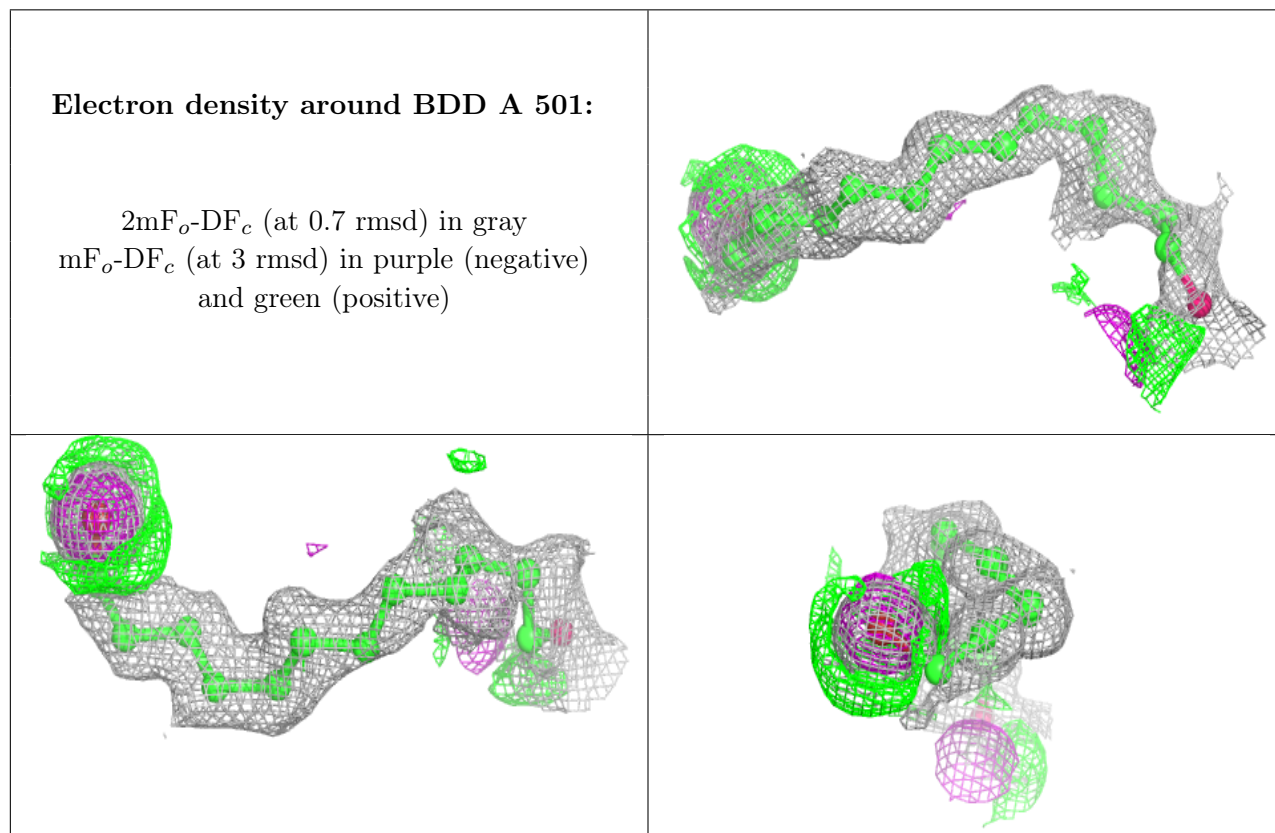 Electron density around BDD A 501:
2mFo-DFc (at 0.7 rmsd) in gray
mFo-DFc (at 3 rmsd) in purple (negative)
and green (positive)